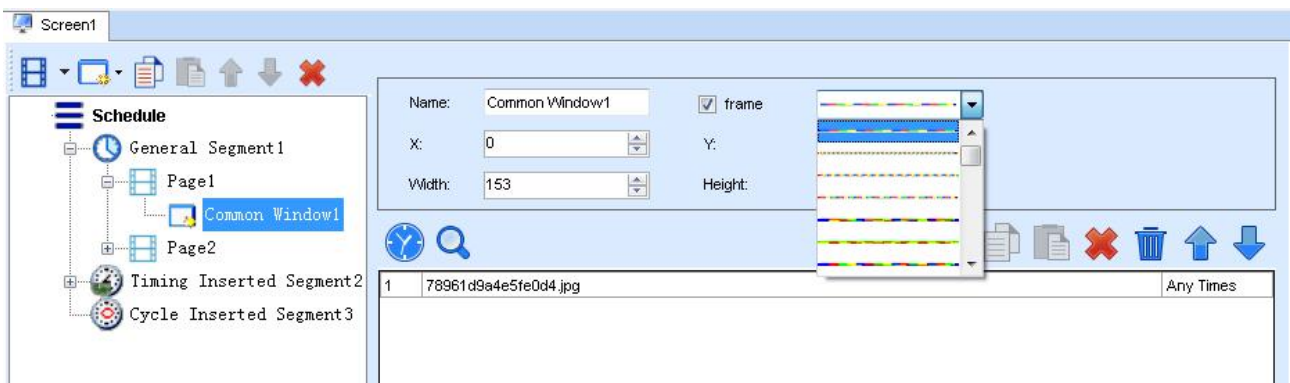 Screen1
Schedule
General Segment1
Page1
Common Window1
Page2
Timing Inserted Segment2
Cycle Inserted Segment3
Name: Common Window1 frame
X: 0 Y:
Width: 153 Height:
1 78961d9a4e5fe0d4.jpg Any Times